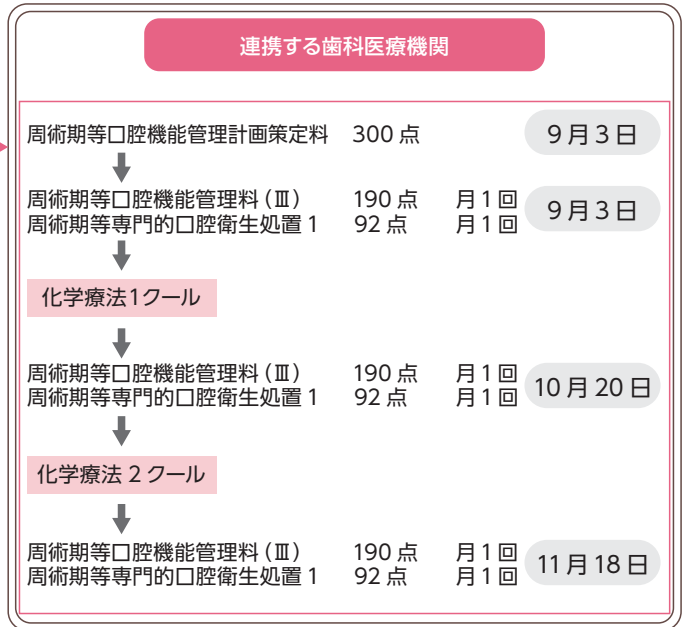 連携する歯科医療機関
周術期等口腔機能管理計画策定料 300点 9月3日
周術期等口腔機能管理料(Ⅲ) 190点 月1回
周術期等専門的口腔衛生処置1 92点 月1回
9月3日
化学療法1クール
周術期等口腔機能管理料(Ⅲ) 190点 月1回
周術期等専門的口腔衛生処置1 92点 月1回
10月20日
化学療法2クール
周術期等口腔機能管理料(Ⅲ) 190点 月1回
周術期等専門的口腔衛生処置1 92点 月1回
11月18日